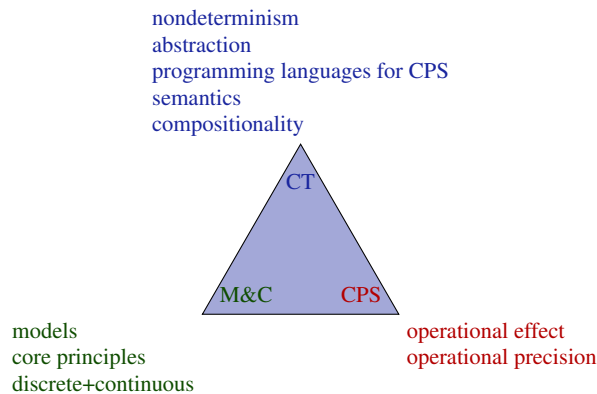 nondeterminism
abstraction
programming languages for CPS
semantics
compositionality
CT
M&C
CPS
models
core principles
discrete+continuous
operational effect
operational precision